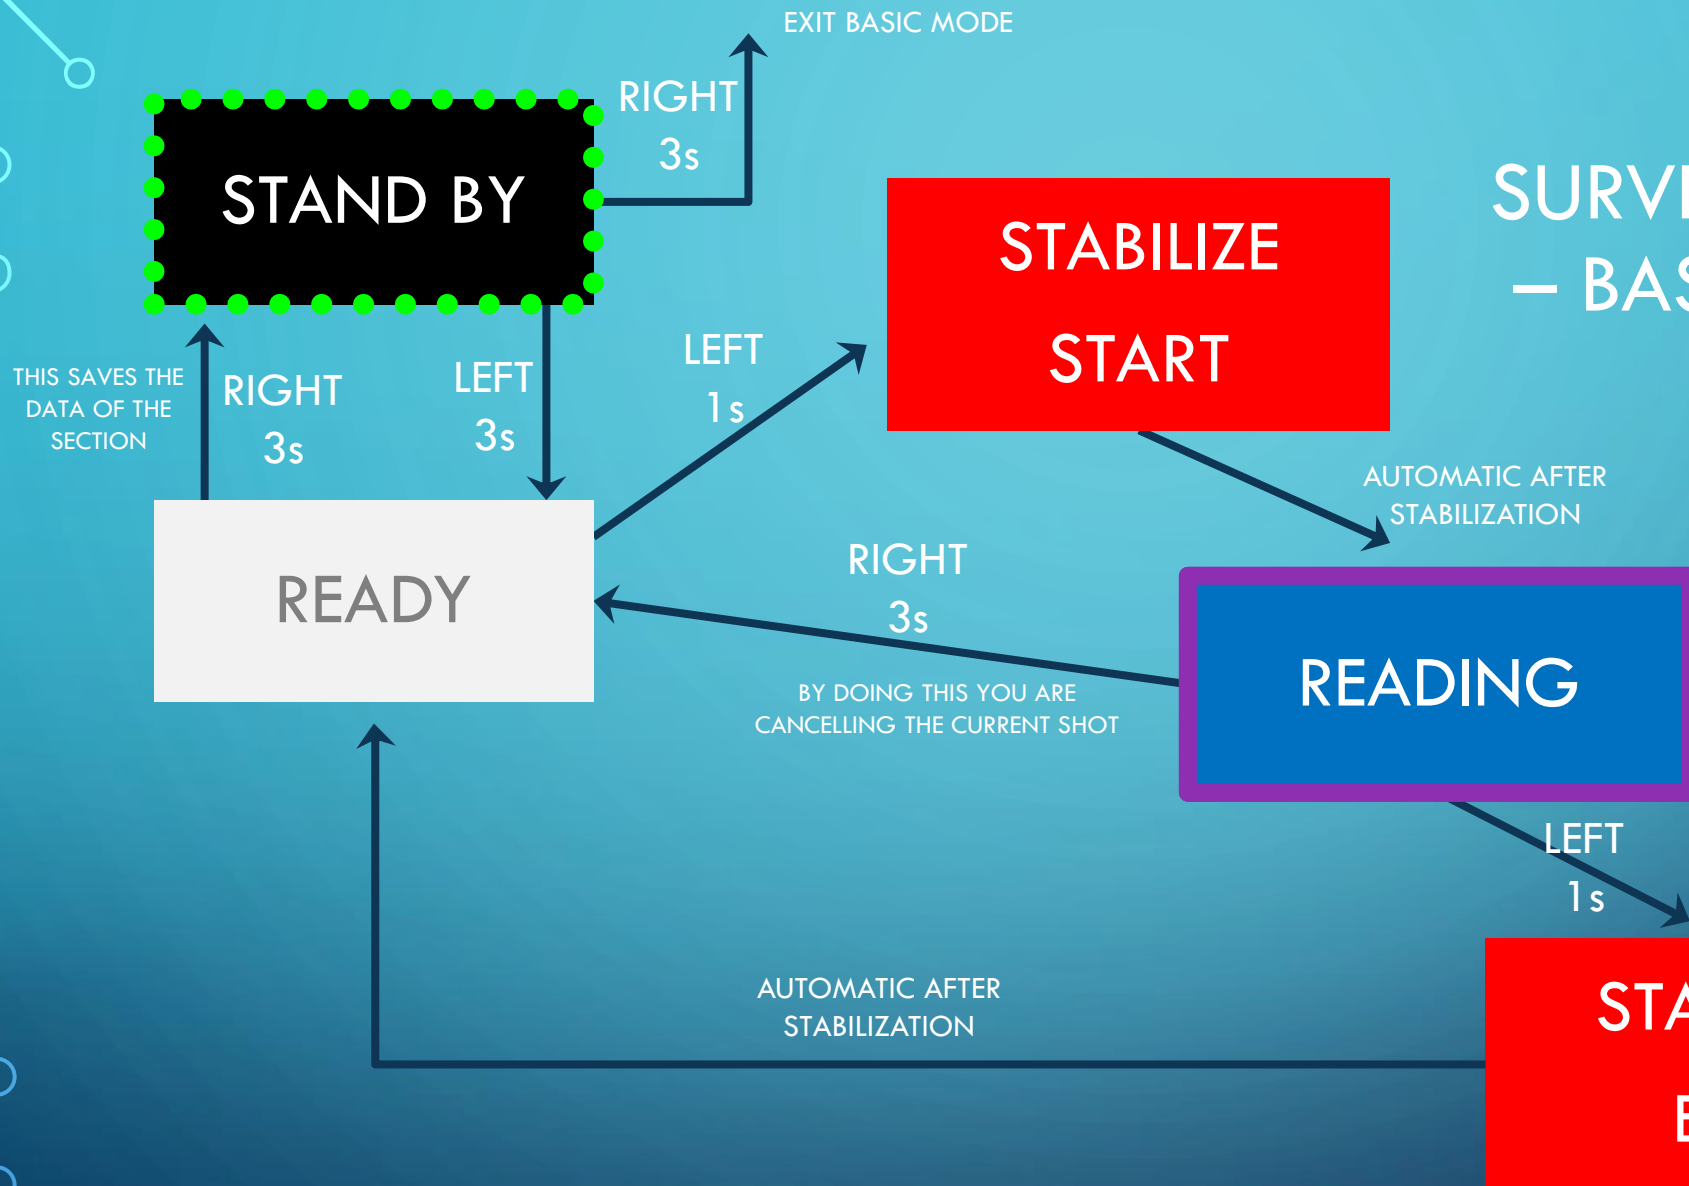 EXIT BASIC MODE
RIGHT
3s
STAND BY
STABILIZE
START
– 
THIS SAVES THE
DATA OF THE
SECTION
RIGHT
3s
LEFT
3s
LEFT
1s
AUTOMATIC AFTER
STABILIZATION
READY
RIGHT
3s
BY DOING THIS YOU ARE
CANCELLING THE CURRENT SHOT
READING
LEFT
1s
AUTOMATIC AFTER
STABILIZATION